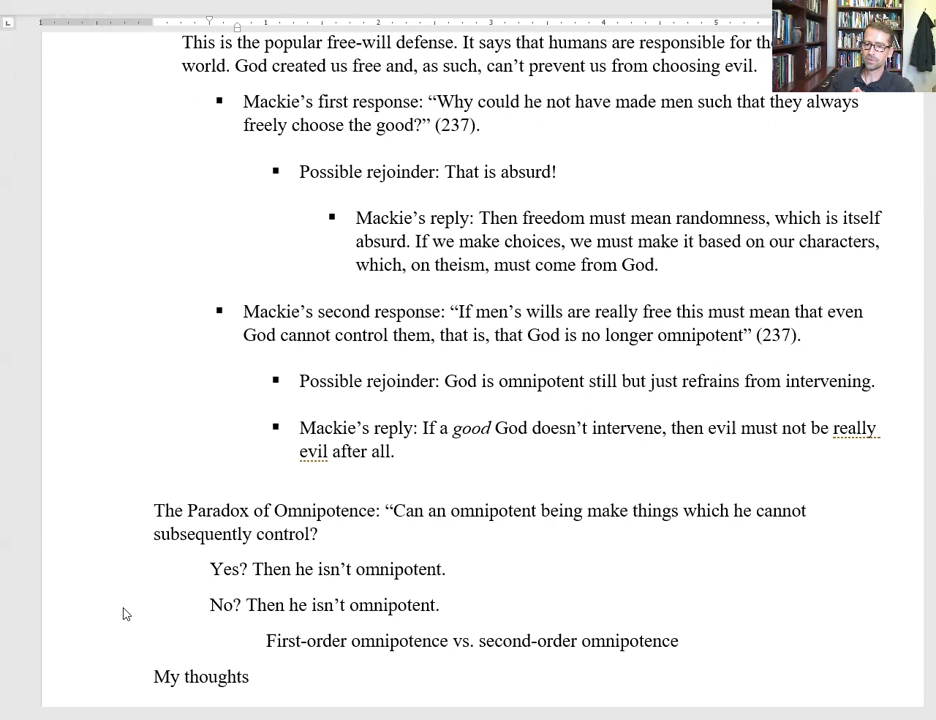 1 1 2 3 4 5
This is the popular free-will defense. It says that humans are responsible for the
world. God created us free and, as such, can’t prevent us from choosing evil.
▪ Mackie’s first response: “Why could he not have made men such that they always
freely choose the good?” (237).
▪ Possible rejoinder: That is absurd!
▪ Mackie’s reply: Then freedom must mean randomness, which is itself
absurd. If we make choices, we must make it based on our characters,
which, on theism, must come from God.
▪ Mackie’s second response: “If men’s wills are really free this must mean that even
God cannot control them, that is, that God is no longer omnipotent” (237).
▪ Possible rejoinder: God is omnipotent still but just refrains from intervening.
▪ Mackie’s reply: If a good God doesn’t intervene, then evil must not be really
evil after all.
The Paradox of Omnipotence: “Can an omnipotent being make things which he cannot
subsequently control?
Yes? Then he isn’t omnipotent.
No? Then he isn’t omnipotent.
First-order omnipotence vs. second-order omnipotence
My thoughts